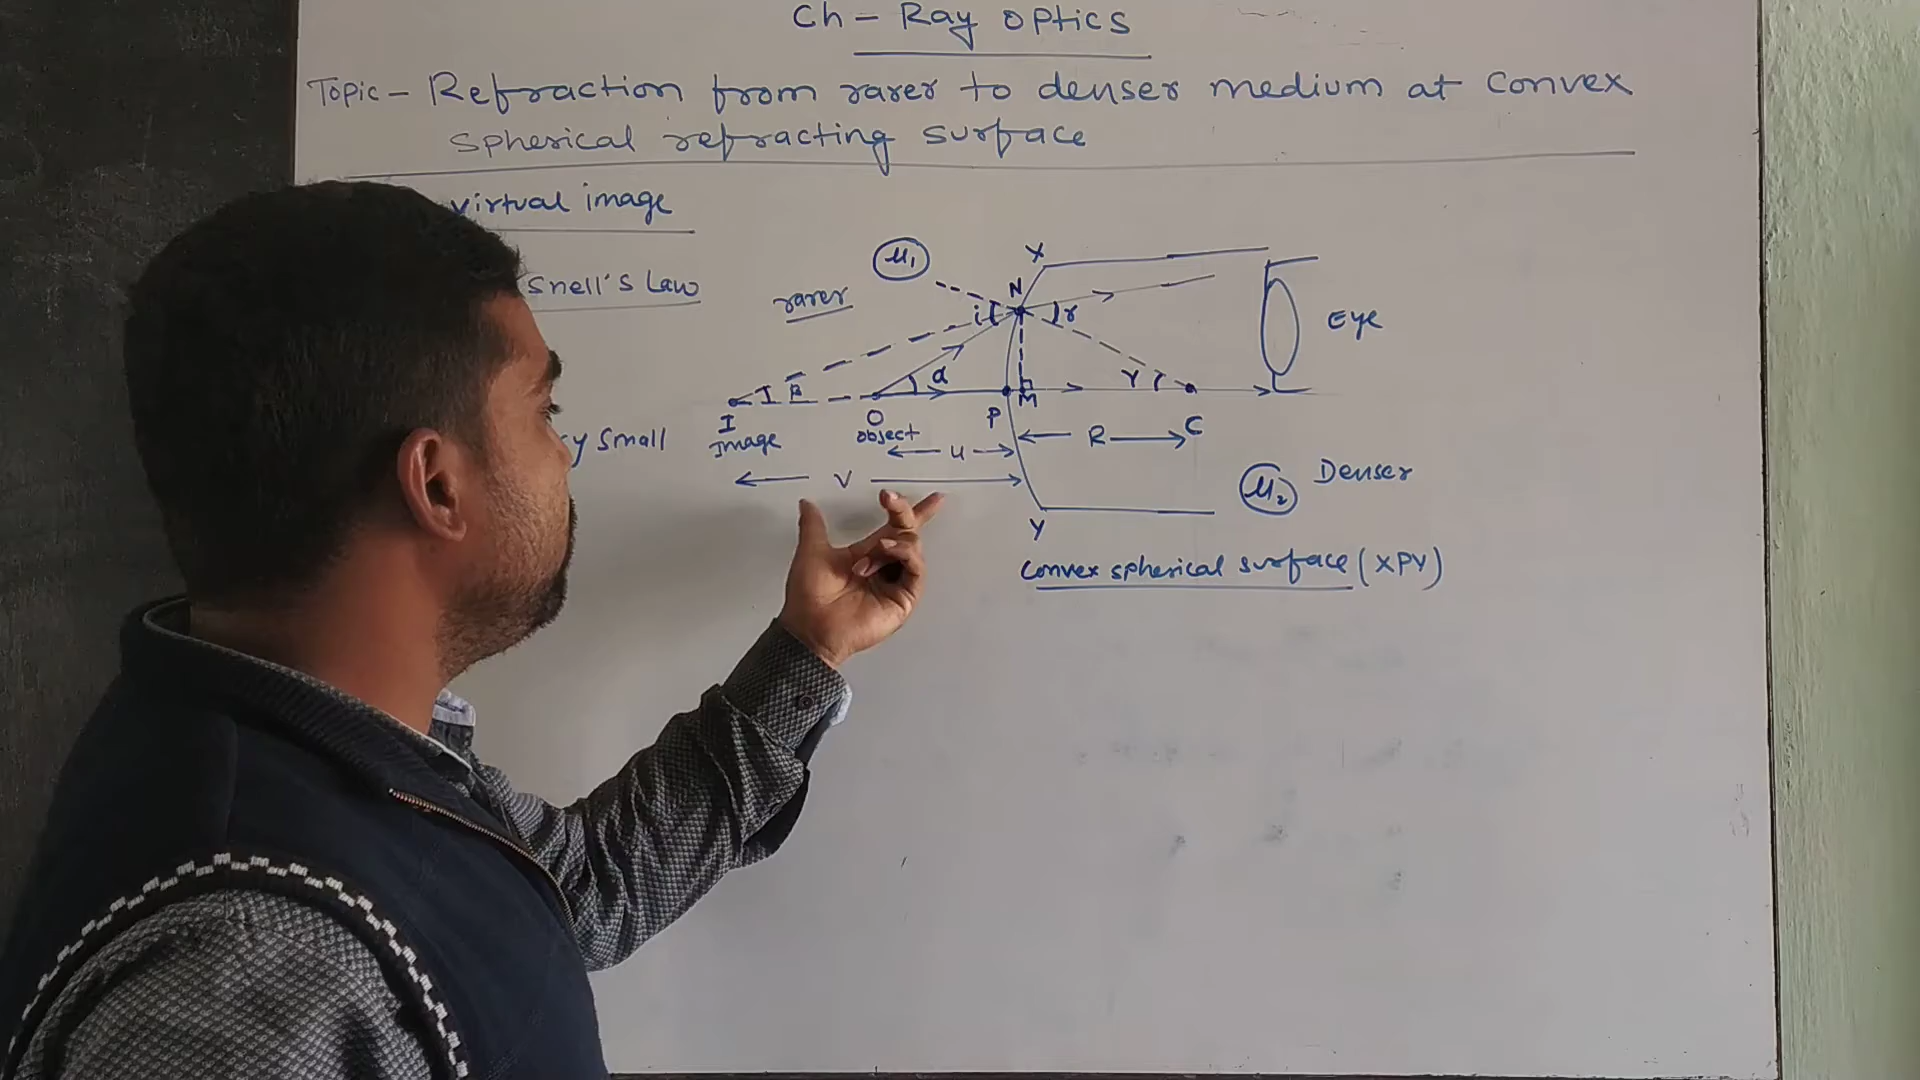 Ch - Ray optics
Topic - Refraction from rarer to denser medium at convex
spherical refracting surface
virtual image
Snell's Law
small
μ₁
rarer
X
N
i
r
Eye
α
β
γ
I
Image
O
object
P
M
C
u
R
v
μ₂ Denser
Y
convex spherical surface (XPY)